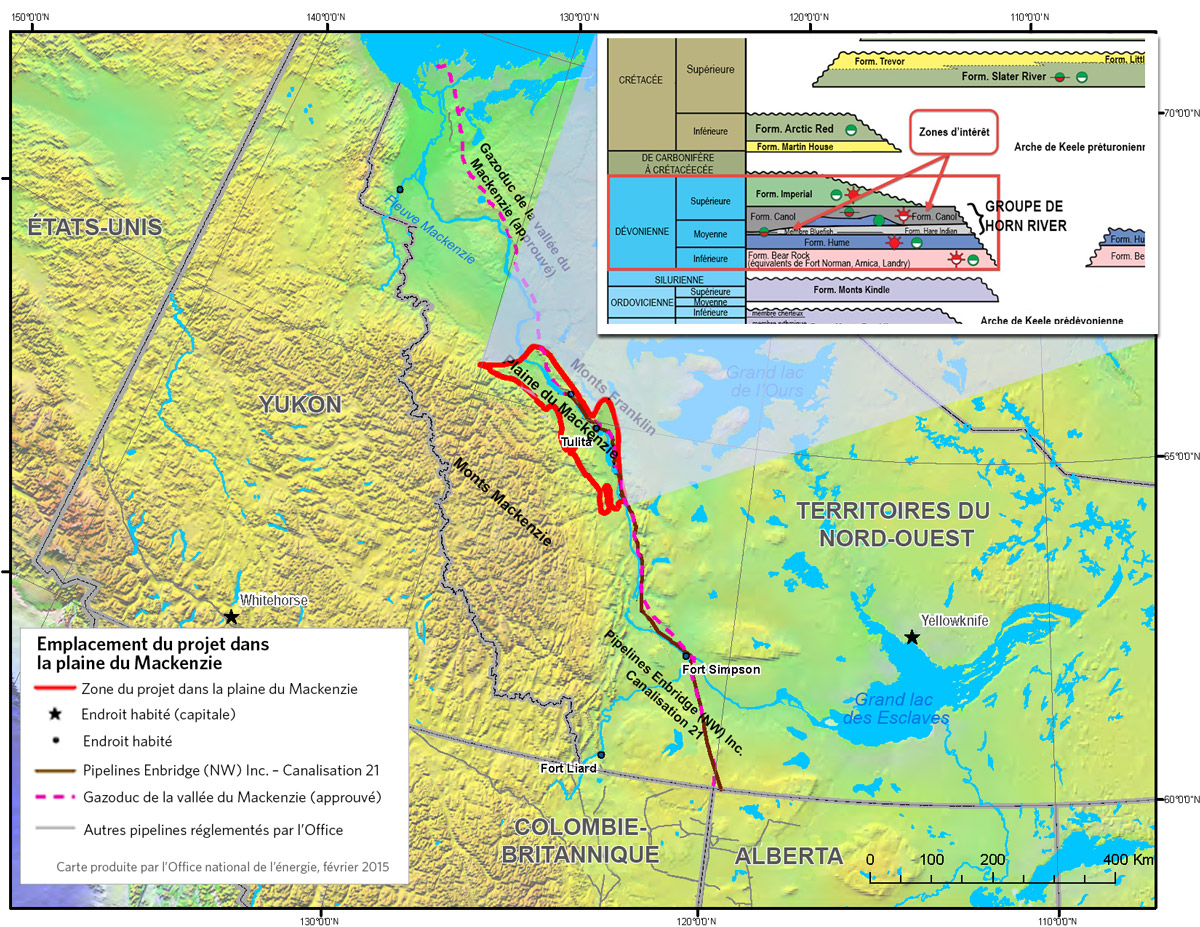 150°0'0"N
140°0'0"N
130°0'0"N
120°0'0"N
110°0'0"N
70°0'0"N
65°0'0"N
60°0'0"N
130°0'0"N
120°0'0"N
110°0'0"N
CRÉTACÉE
Supérieure
Inférieure
DE CARBONIFÈRE
À CRÉTACÉECÉE
DÉVONIENNE
Supérieure
Moyenne
Inférieure
SILURIENNE
ORDOVICIENNE
Supérieure
Moyenne
Inférieure
Form. Trevor
Form. Littl
Form. Slater River
Form. Arctic Red
Form. Martin House
Zones d'intérêt
Arche de Keele préturonienn
Form. Imperial
Form. Canol
Form. Canol
Membre Bluefish
Form. Hare Indian
Form. Hume
Form. Bear Rock
(équivalents de Fort Norman, Arnica, Landry)
GROUPE DE
HORN RIVER
Form. Hu
Form. Be
Form. Monts Kindle
membre cherteux
Arche de Keele prédévonienne
ÉTATS-UNIS
Fleuve Mackenzie
Gazoduc de la vallée du
Mackenzie (approuvé)
YUKON
Plaine du Mackenzie
Monts Franklin
Grand lac
de l'Ours
Tulita
Monts Mackenzie
TERRITOIRES DU
NORD-OUEST
Whitehorse
Yellowknife
Fort Simpson
Pipelines Enbridge (NW) Inc.
Canalisation 21
Grand lac
des Esclaves
Fort Liard
COLOMBIE-
BRITANNIQUE
ALBERTA
0 100 200 400 Km
Emplacement du projet dans
la plaine du Mackenzie
Zone du projet dans la plaine du Mackenzie
Endroit habité (capitale)
Endroit habité
Pipelines Enbridge (NW) Inc. – Canalisation 21
Gazoduc de la vallée du Mackenzie (approuvé)
Autres pipelines réglementés par l'Office
Carte produite par l'Office national de l'énergie, février 2015